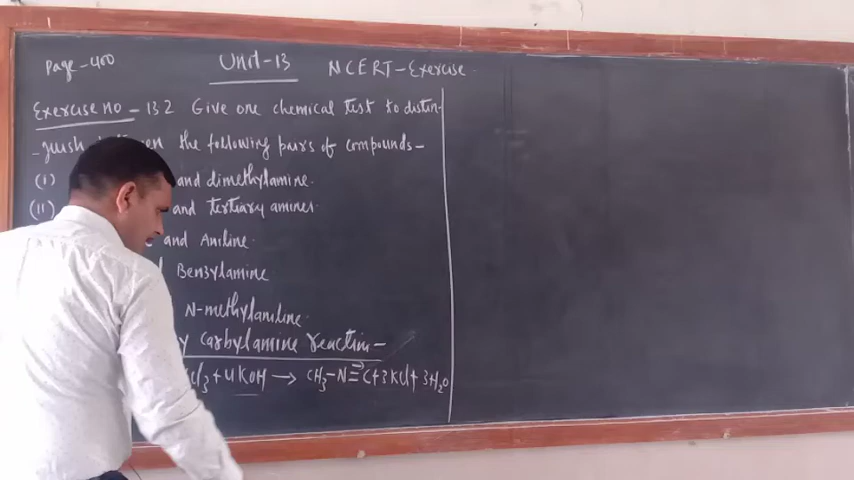 Page-400 Unit-13 NCERT-Exercise
Exercise no - 13.2 Give one chemical test to distin-
-guish the following pairs of compounds-
(i) and dimethylamine.
(ii) and tertiary amines
and Aniline.
Benzylamine
N-methylaniline.
Carbylamine reaction-
Cl3 + 4KOH → CH3-N≡C + 3KCl + 3H2O